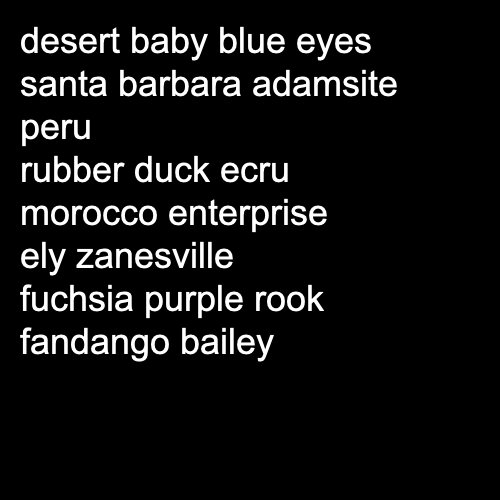 desert baby blue eyes
santa barbara adamsite
peru
rubber duck ecru
morocco enterprise
ely zanesville
fuchsia purple rook
fandango bailey